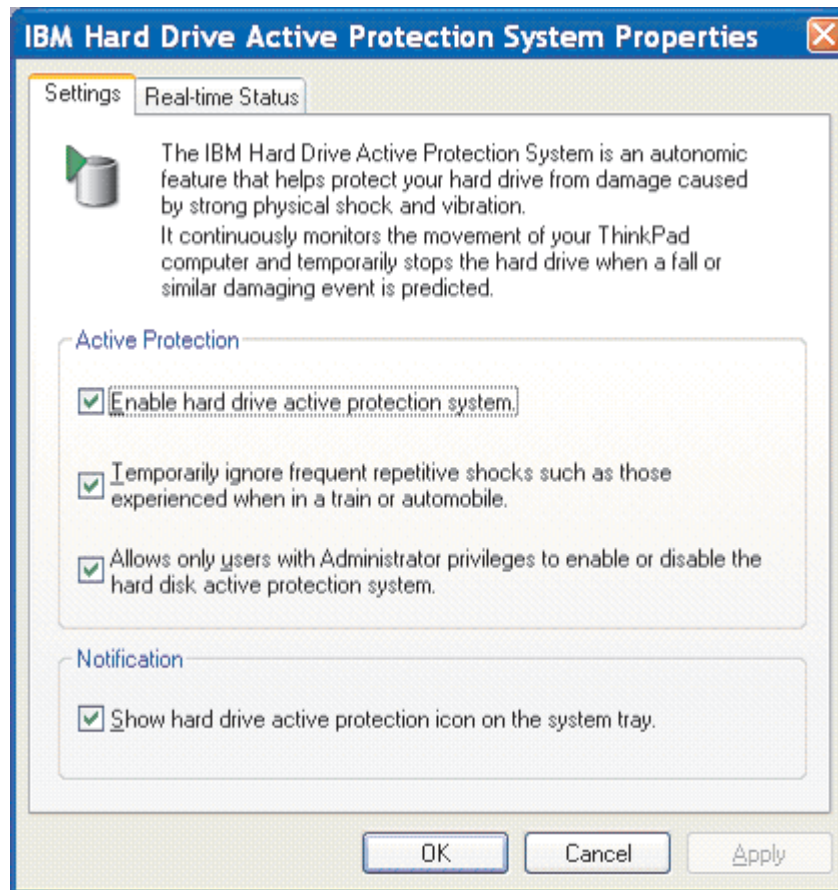 IBM Hard Drive Active Protection System Properties
Settings
Real-time Status
The IBM Hard Drive Active Protection System is an autonomic
feature that helps protect your hard drive from damage caused
by strong physical shock and vibration.
It continuously monitors the movement of your ThinkPad
computer and temporarily stops the hard drive when a fall or
similar damaging event is predicted.
Active Protection
Enable hard drive active protection system.
Temporarily ignore frequent repetitive shocks such as those
experienced when in a train or automobile.
Allows only users with Administrator privileges to enable or disable the
hard disk active protection system.
Notification
Show hard drive active protection icon on the system tray.
OK
Cancel
Apply